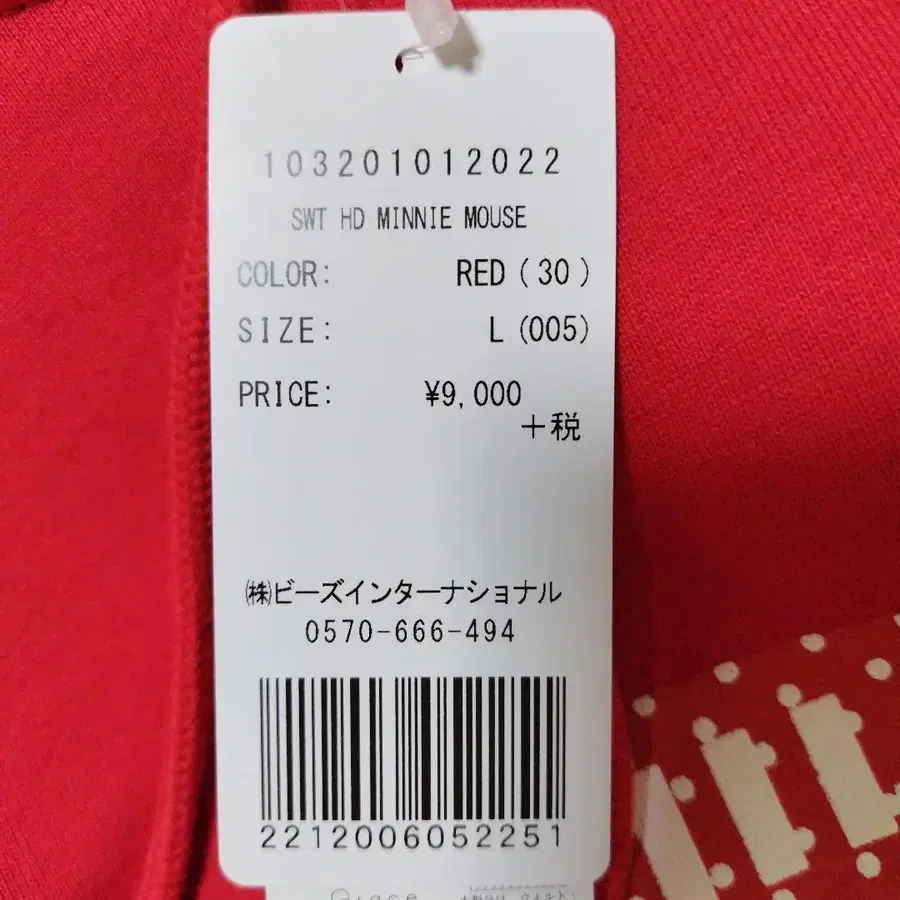 103201012022
SWT HD MINNIE MOUSE
COLOR: RED (30)
SIZE: L (005)
PRICE: ¥9,000
+税
㈱ビーズインターナショナル
0570-666-494
2212006052251
Grace